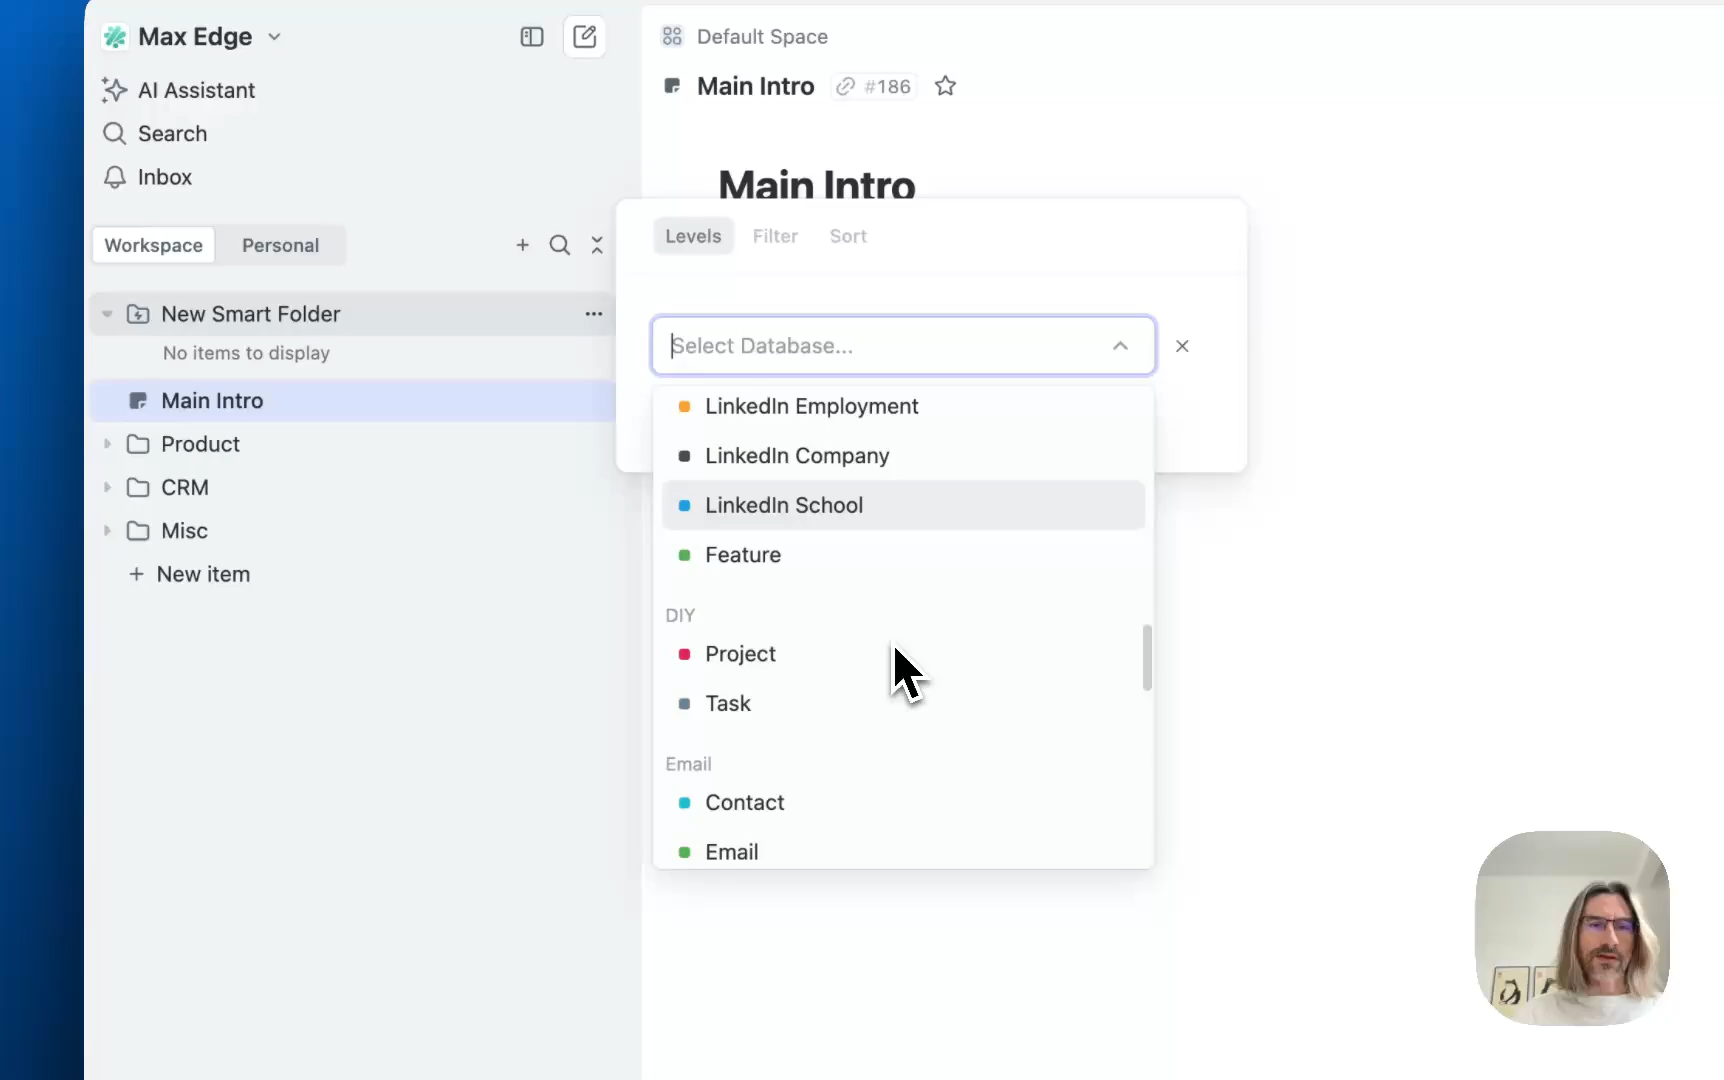 Max Edge
AI Assistant
Search
Inbox
Workspace
Personal
New Smart Folder
No items to display
Main Intro
Product
CRM
Misc
New item
Default Space
Main Intro
#186
Main Intro
Levels
Filter
Sort
Select Database...
LinkedIn Employment
LinkedIn Company
LinkedIn School
Feature
DIY
Project
Task
Email
Contact
Email